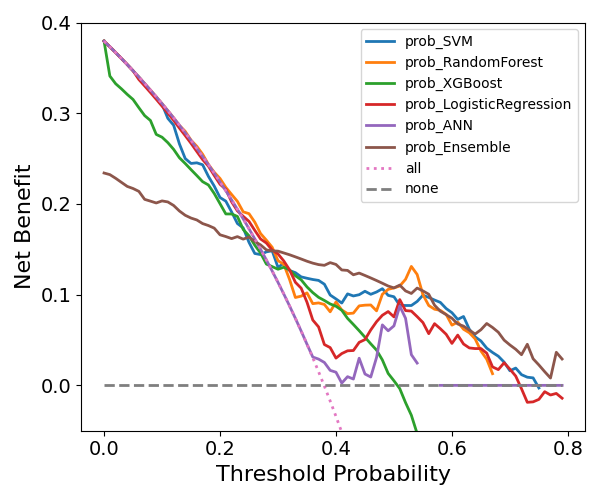 0.4
0.3
0.2
0.1
0.0
Net Benefit
prob_SVM
prob_RandomForest
prob_XGBoost
prob_LogisticRegression
prob_ANN
prob_Ensemble
all
none
0.0 0.2 0.4 0.6 0.8
Threshold Probability